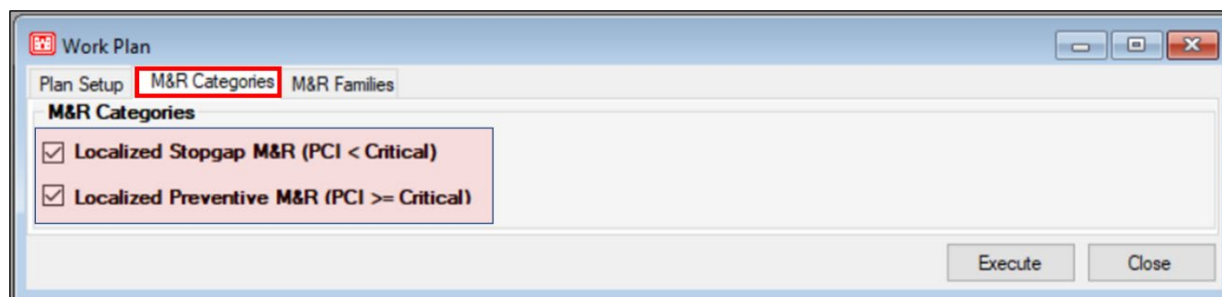 Work Plan
Plan Setup M&R Categories M&R Families
M&R Categories
Localized Stopgap M&R (PCI < Critical)
Localized Preventive M&R (PCI >= Critical)
Execute Close